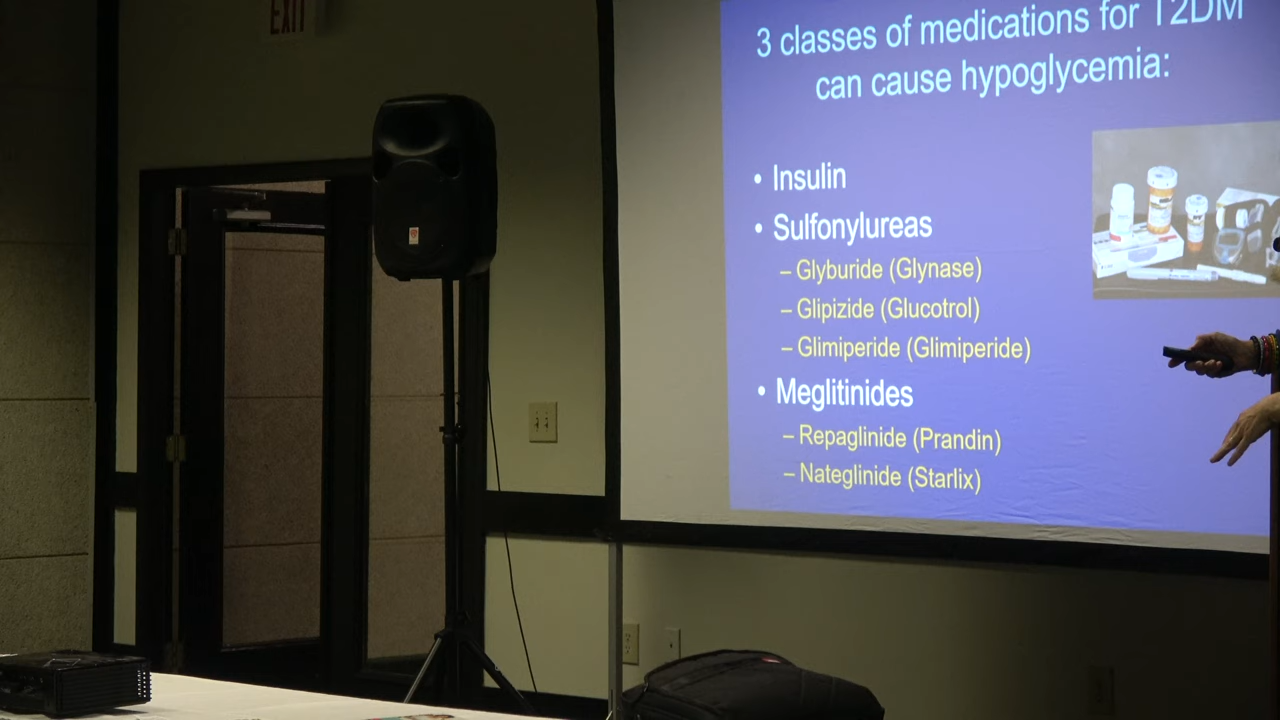 EXIT
3 classes of medications for T2DM
can cause hypoglycemia:
• Insulin
• Sulfonylureas
– Glyburide (Glynase)
– Glipizide (Glucotrol)
– Glimiperide (Glimiperide)
• Meglitinides
– Repaglinide (Prandin)
– Nateglinide (Starlix)